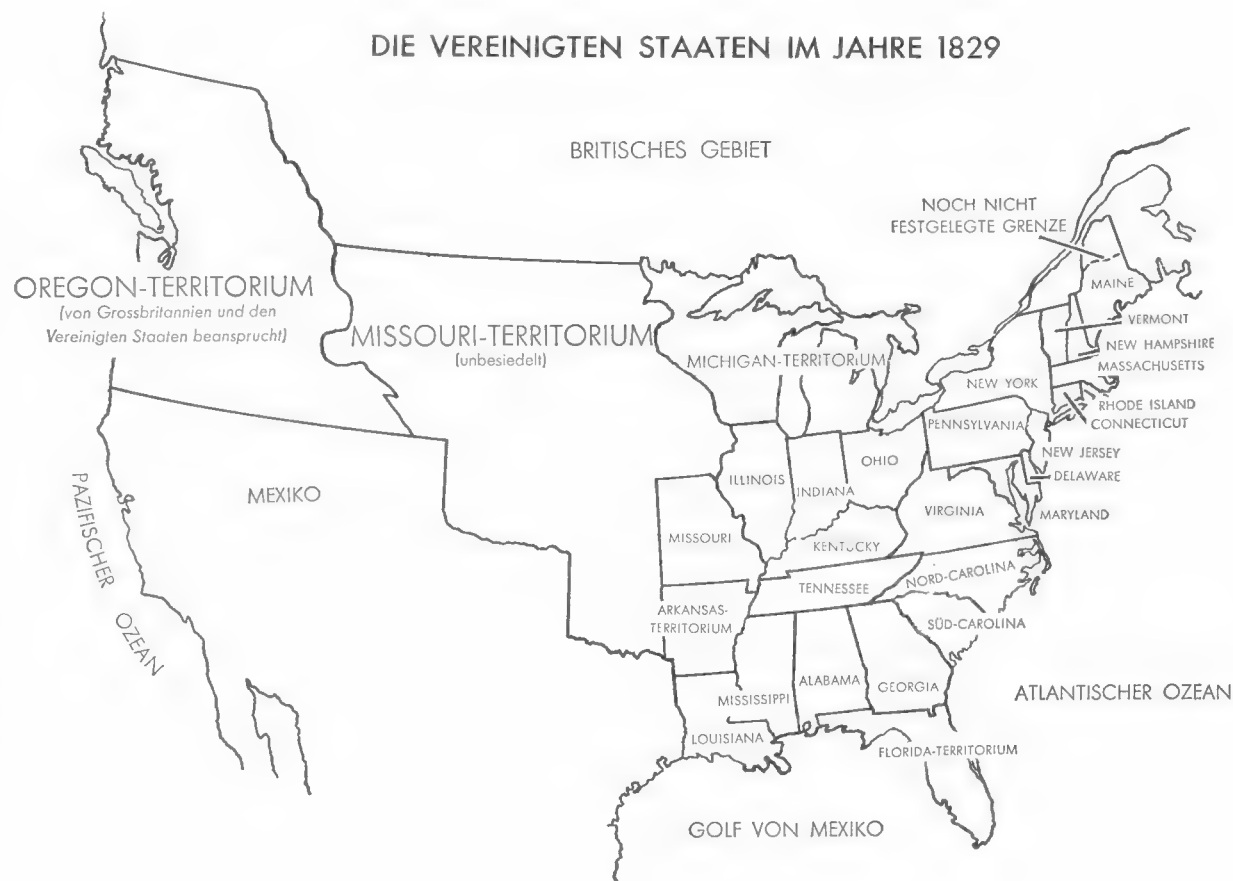 DIE VEREINIGTEN STAATEN IM JAHRE 1829
BRITISCHES GEBIET
NOCH NICHT
FESTGELEGTE GRENZE
OREGON-TERRITORIUM
(von Grossbritannien und den
Vereinigten Staaten beansprucht)
MISSOURI-TERRITORIUM
(unbesiedelt)
MICHIGAN-TERRITORIUM
MAINE
VERMONT
NEW HAMPSHIRE
MASSACHUSETTS
NEW YORK
RHODE ISLAND
CONNECTICUT
PENNSYLVANIA
NEW JERSEY
DELAWARE
MARYLAND
OHIO
INDIANA
ILLINOIS
VIRGINIA
MEXIKO
PAZIFISCHER
OZEAN
MISSOURI
KENTUCKY
TENNESSEE
NORD-CAROLINA
SÜD-CAROLINA
ARKANSAS-
TERRITORIUM
MISSISSIPPI
ALABAMA
GEORGIA
ATLANTISCHER OZEAN
LOUISIANA
FLORIDA-TERRITORIUM
GOLF VON MEXIKO